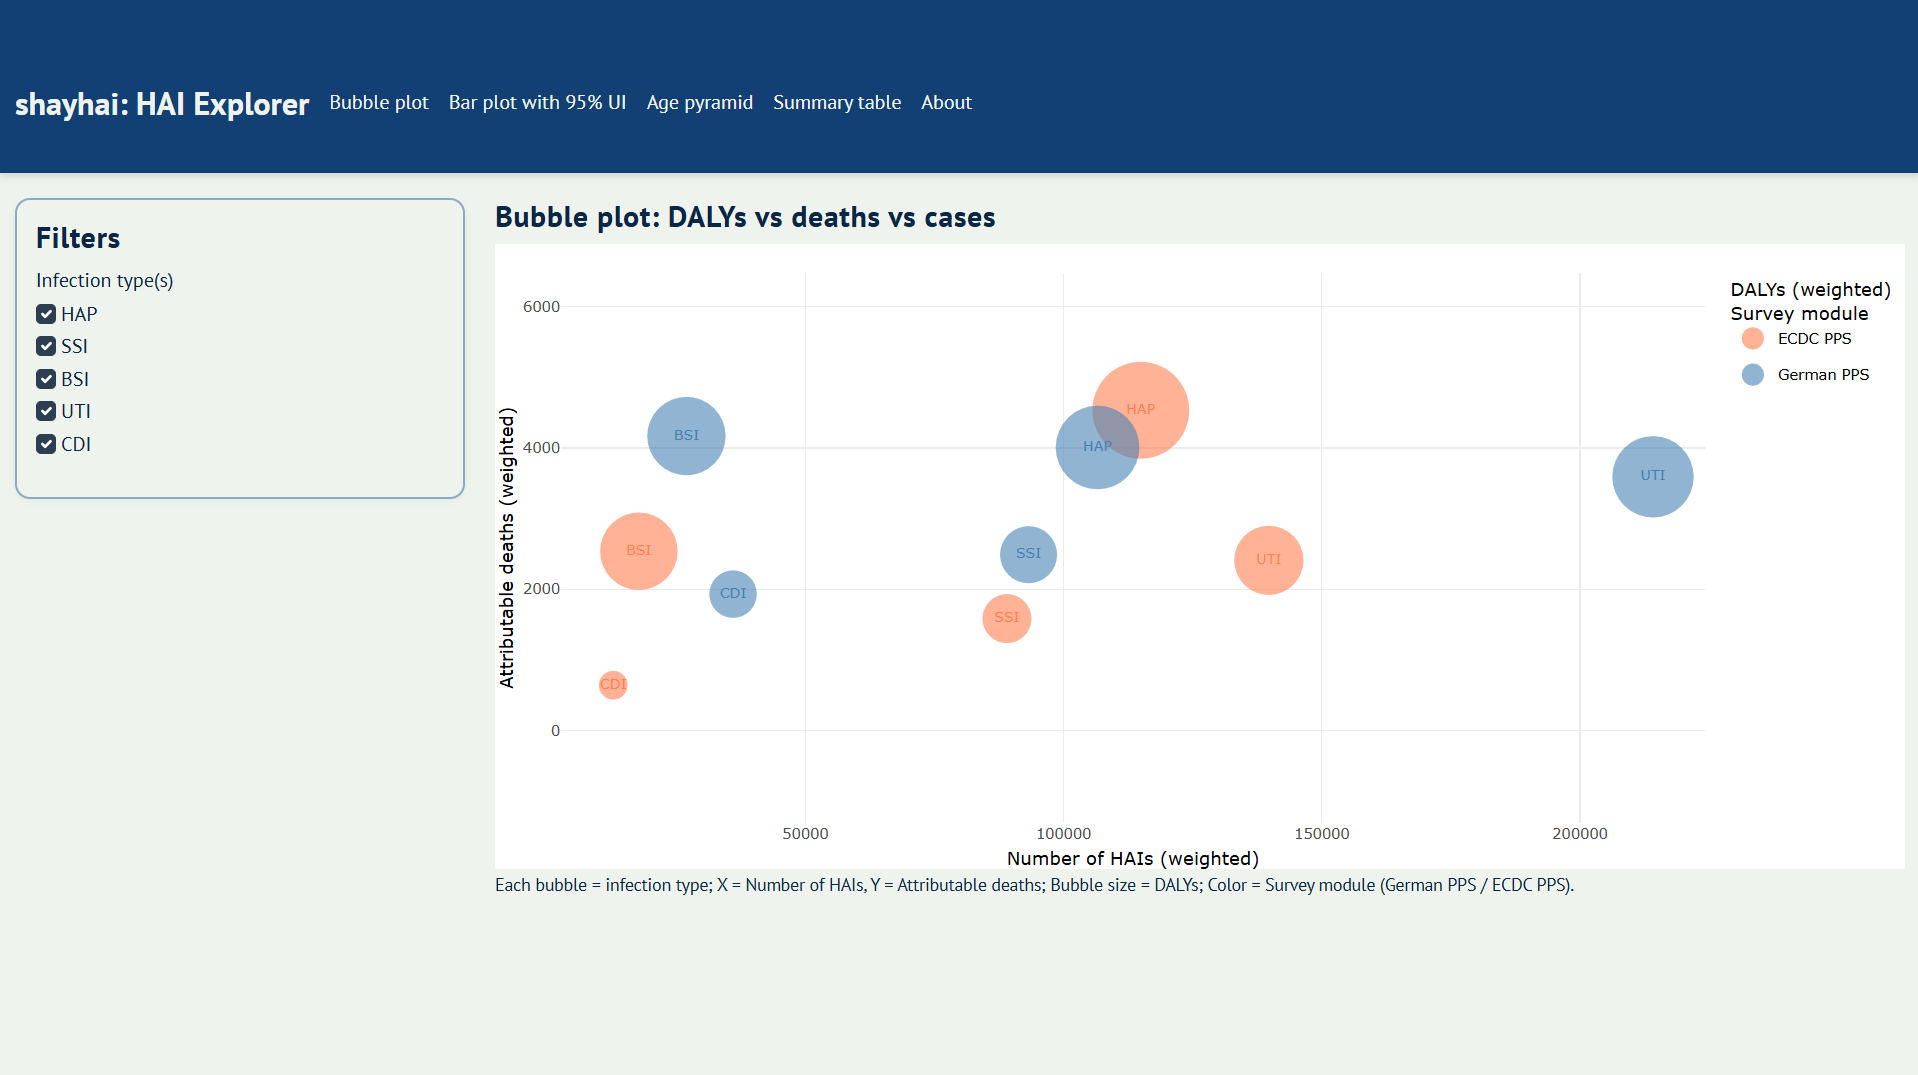 shayhai: HAI Explorer Bubble plot Bar plot with 95% UI Age pyramid Summary table About
Filters
Infection type(s)
HAP
SSI
BSI
UTI
CDI
Bubble plot: DALYs vs deaths vs cases
Attributable deaths (weighted)
6000
4000
2000
0
HAP
BSI
HAP
UTI
BSI
SSI
UTI
CDI
SSI
CDI
50000 100000 150000 200000
Number of HAIs (weighted)
DALYs (weighted)
Survey module
ECDC PPS
German PPS
Each bubble = infection type; X = Number of HAIs, Y = Attributable deaths; Bubble size = DALYs; Color = Survey module (German PPS / ECDC PPS).